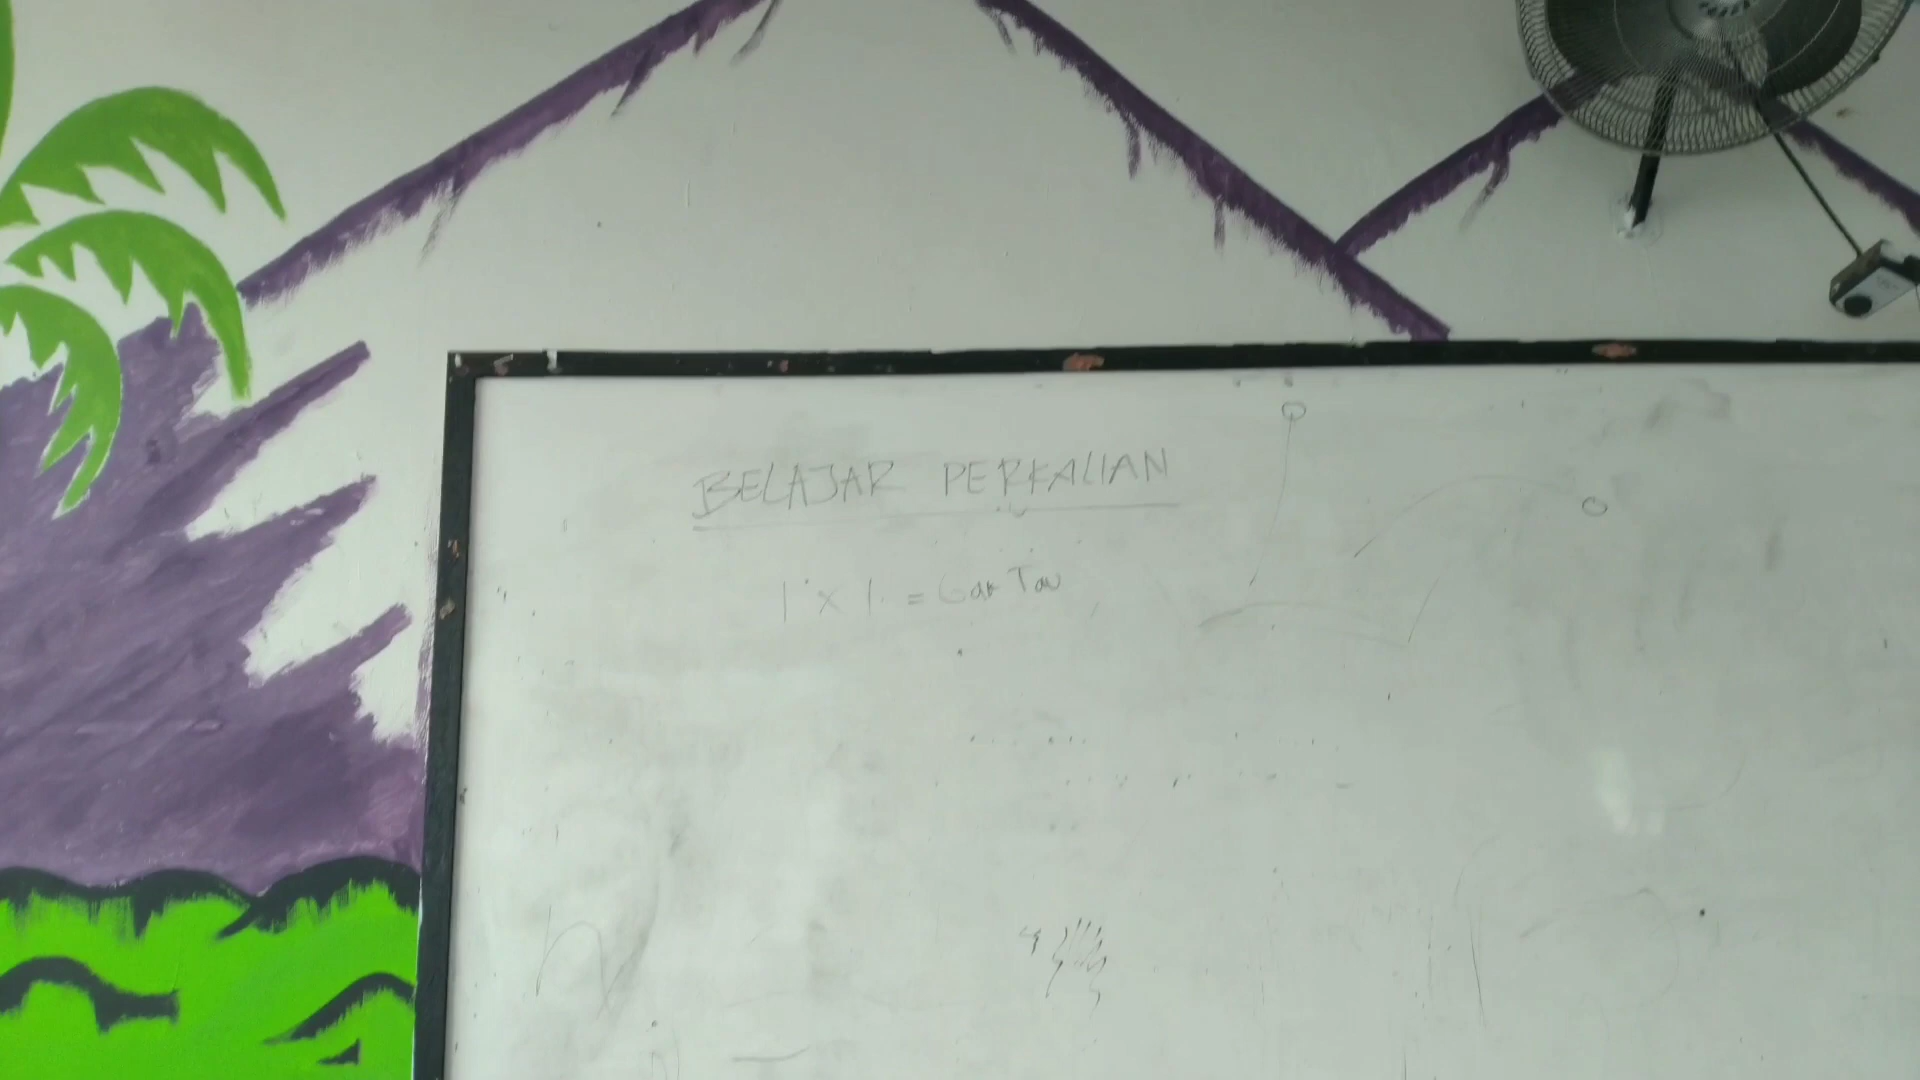 BELAJAR PERKALIAN
1 x 1 = Gak Tau